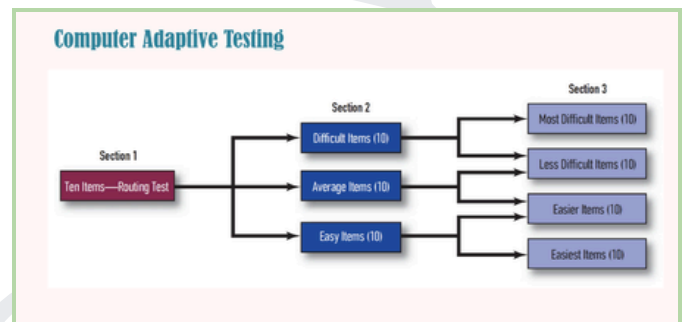 Computer Adaptive Testing
Section 1
Ten Items—Routing Test
Section 2
Difficult Items (10)
Average Items (10)
Easy Items (10)
Section 3
Most Difficult Items (10)
Less Difficult Items (10)
Easier Items (10)
Easiest Items (10)